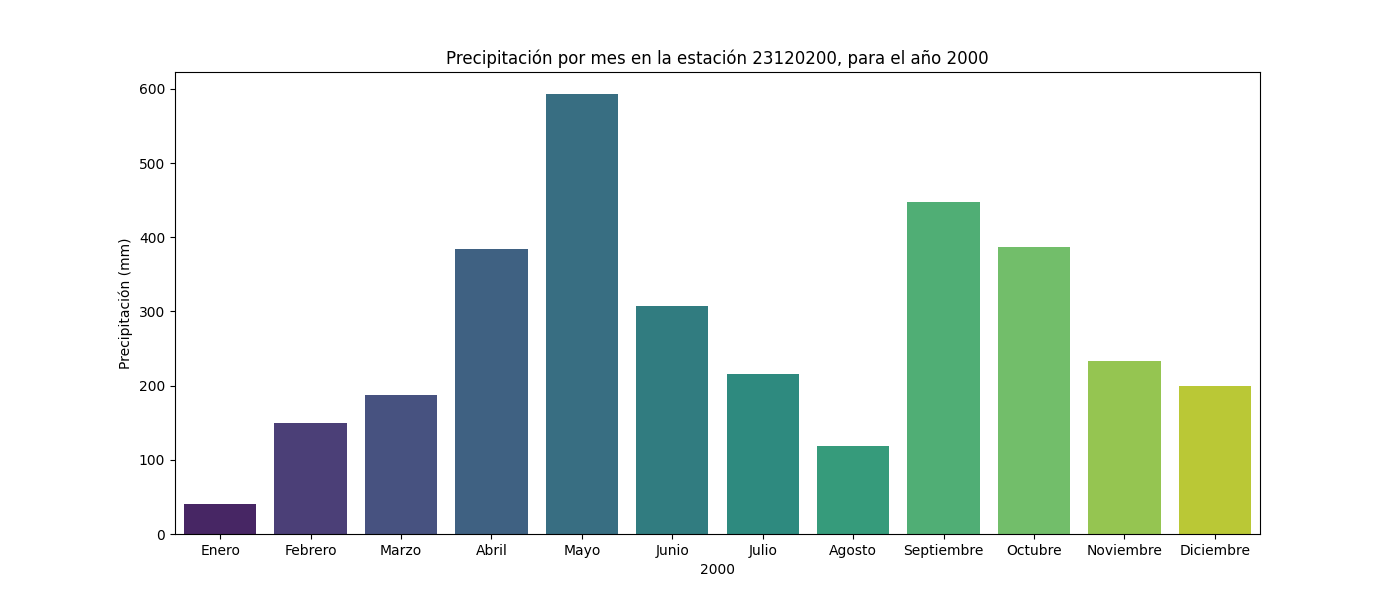 Precipitación por mes en la estación 23120200, para el año 2000
Precipitación (mm)
600
500
400
300
200
100
0
Enero Febrero Marzo Abril Mayo Junio Julio Agosto Septiembre Octubre Noviembre Diciembre
2000